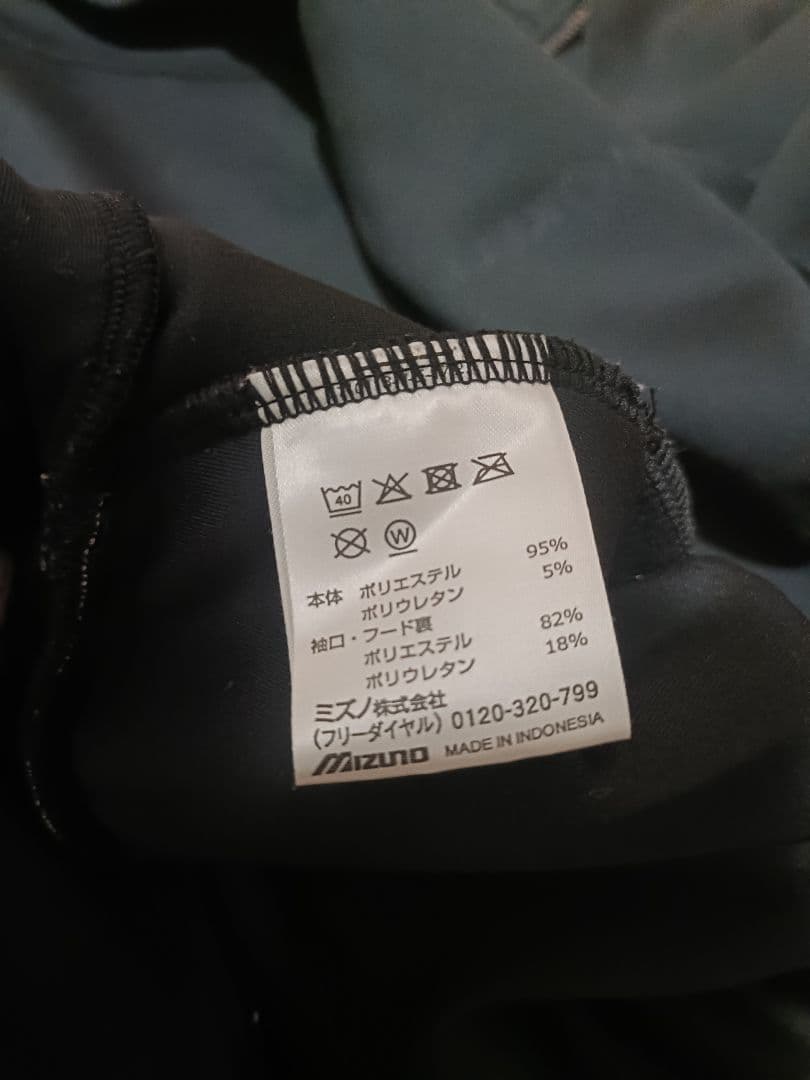 40
W
本体 ポリエステル 95%
ポリウレタン 5%
袖口・フード裏
ポリエステル 82%
ポリウレタン 18%
ミズノ株式会社
(フリーダイヤル) 0120-320-799
MIZUNO MADE IN INDONESIA